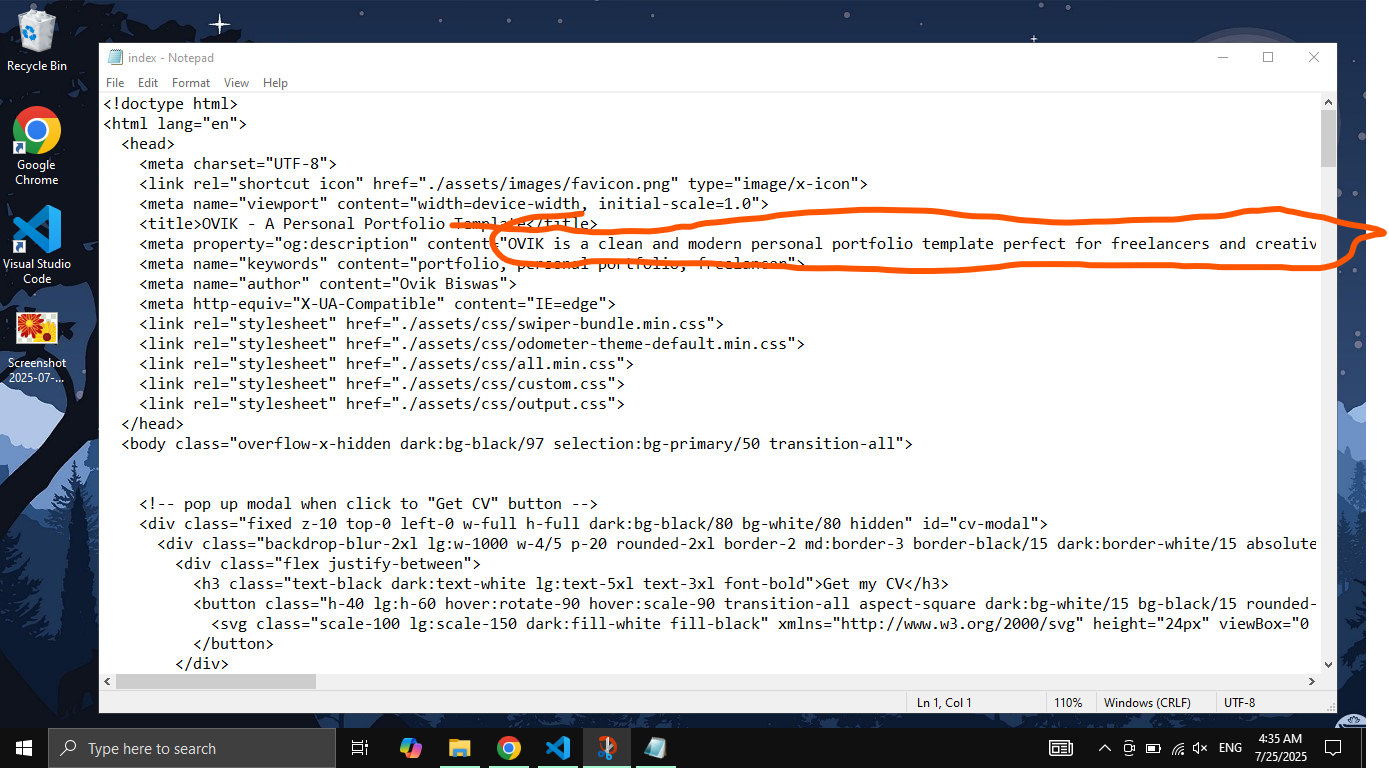 Recycle Bin
Google
Chrome
Visual Studio
Code
Screenshot
2025-07-...
index - Notepad
File Edit Format View Help
<!doctype html>
<html lang="en">
<head>
<meta charset="UTF-8">
<link rel="shortcut icon" href="./assets/images/favicon.png" type="image/x-icon">
<meta name="viewport" content="width=device-width, initial-scale=1.0">
<title>OVIK - A Personal Portfolio Template</title>
<meta property="og:description" content="OVIK is a clean and modern personal portfolio template perfect for freelancers and creativ
<meta name="keywords" content="portfolio, personal portfolio, freelancer">
<meta name="author" content="Ovik Biswas">
<meta http-equiv="X-UA-Compatible" content="IE=edge">
<link rel="stylesheet" href="./assets/css/swiper-bundle.min.css">
<link rel="stylesheet" href="./assets/css/odometer-theme-default.min.css">
<link rel="stylesheet" href="./assets/css/all.min.css">
<link rel="stylesheet" href="./assets/css/custom.css">
<link rel="stylesheet" href="./assets/css/output.css">
</head>
<body class="overflow-x-hidden dark:bg-black/97 selection:bg-primary/50 transition-all">
<!-- pop up modal when click to "Get CV" button -->
<div class="fixed z-10 top-0 left-0 w-full h-full dark:bg-black/80 bg-white/80 hidden" id="cv-modal">
<div class="backdrop-blur-2xl lg:w-1000 w-4/5 p-20 rounded-2xl border-2 md:border-3 border-black/15 dark:border-white/15 absolute
<div class="flex justify-between">
<h3 class="text-black dark:text-white lg:text-5xl text-3xl font-bold">Get my CV</h3>
<button class="h-40 lg:h-60 hover:rotate-90 hover:scale-90 transition-all aspect-square dark:bg-white/15 bg-black/15 rounded-
<svg class="scale-100 lg:scale-150 dark:fill-white fill-black" xmlns="http://www.w3.org/2000/svg" height="24px" viewBox="0
</button>
</div>
Ln 1, Col 1 110% Windows (CRLF) UTF-8
Type here to search
ENG
4:35 AM
7/25/2025